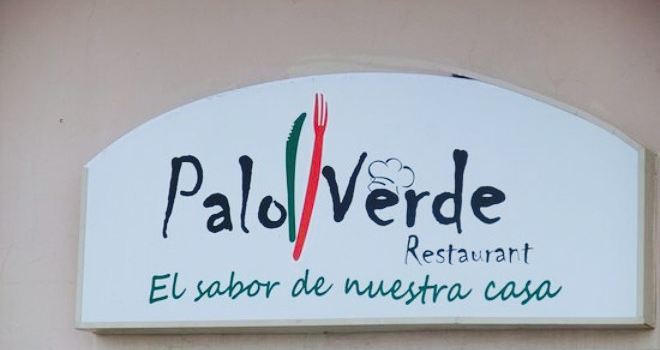 Palo Verde
Restaurant
El sabor de nuestra casa